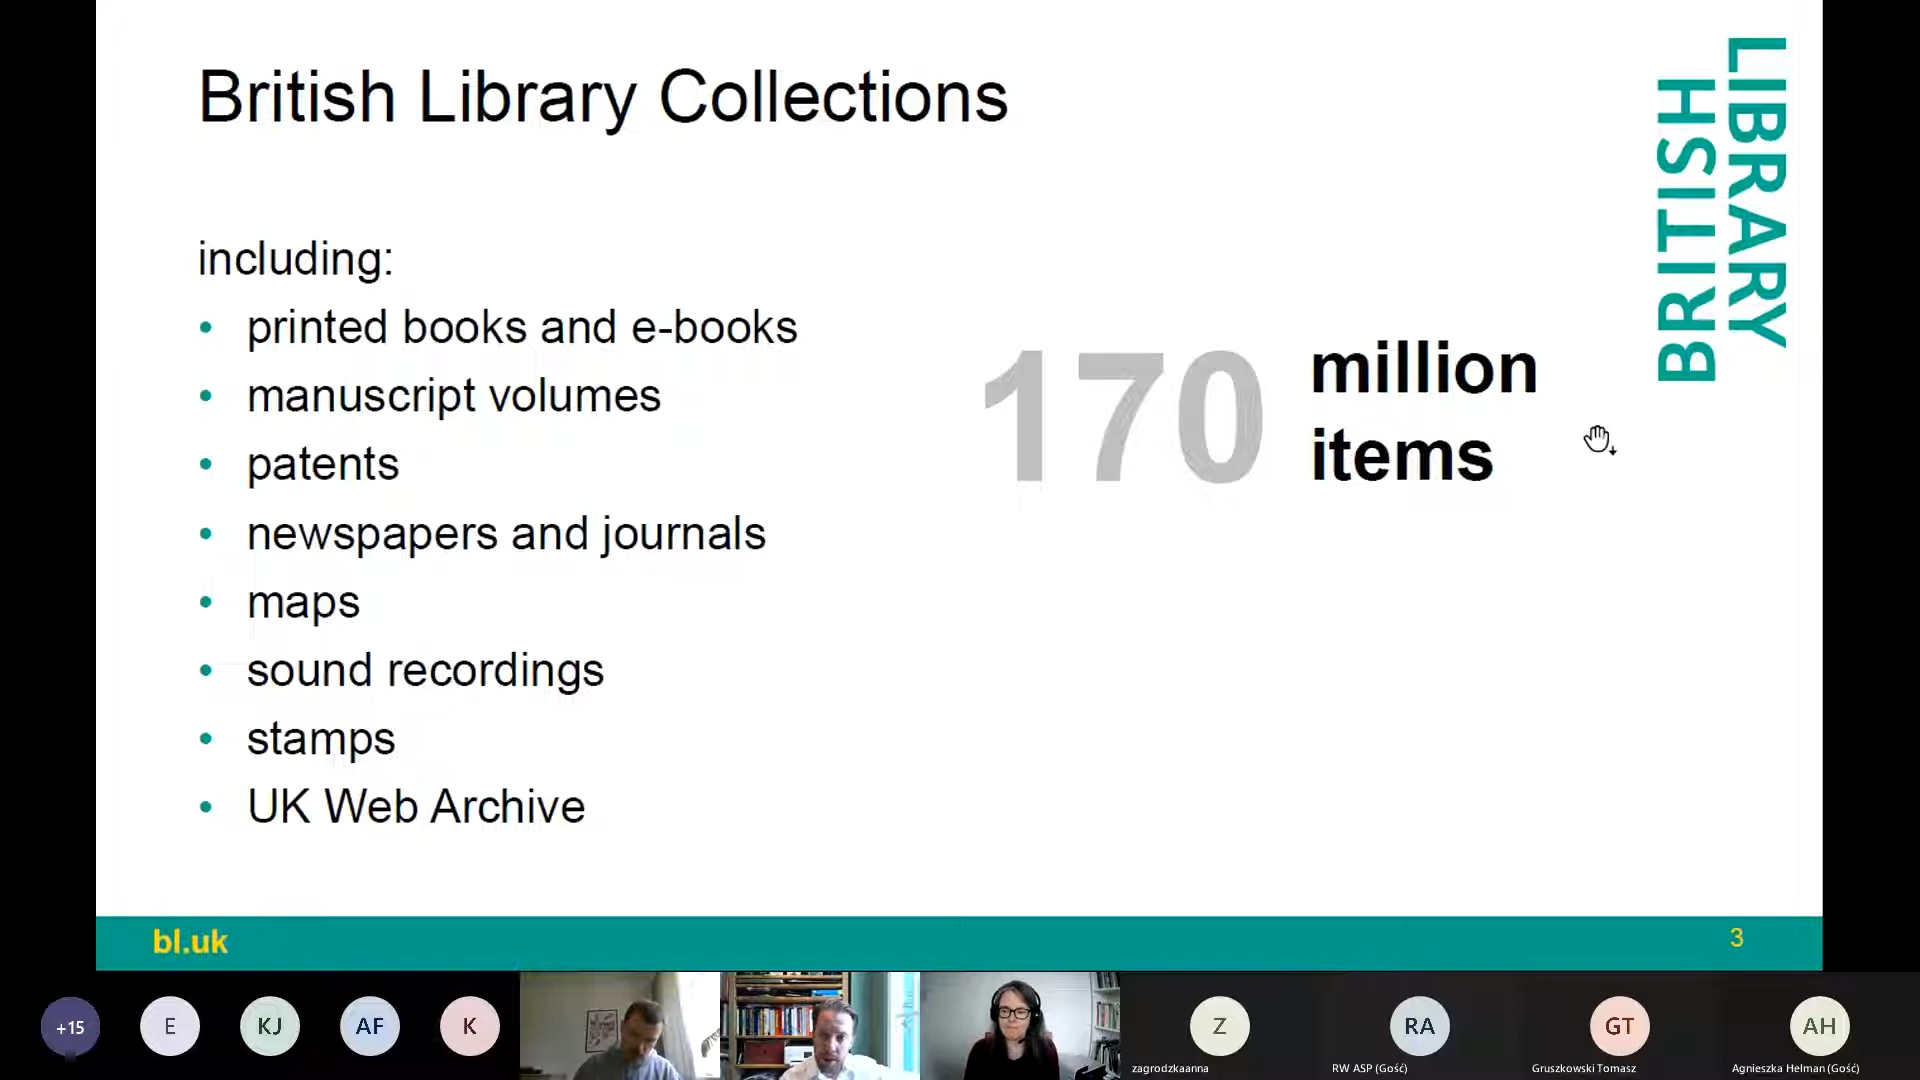 British Library Collections
BRITISH
LIBRARY
including:
• printed books and e-books
• manuscript volumes
• patents
• newspapers and journals
• maps
• sound recordings
• stamps
• UK Web Archive
170
million
items
bl.uk
3
+15
E
KJ
AF
K
Z
zagrodzkaanna
RA
RW ASP (Gość)
GT
Gruszkowski Tomasz
AH
Agnieszka Helman (Gość)